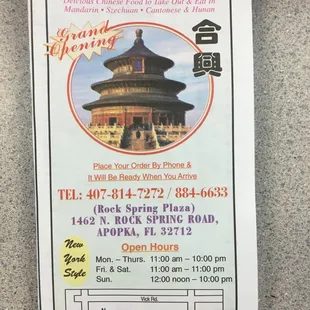 Delicious Chinese Food to Take Out & Eat In
Mandarin • Szechuan • Cantonese & Hunan
Grand
Opening
合
興
Place Your Order By Phone &
It Will Be Ready When You Arrive
TEL: 407-814-7272 / 884-6633
(Rock Spring Plaza)
1462 N. ROCK SPRING ROAD,
APOPKA, FL 32712
New
York
Style
Open Hours
Mon. – Thurs. 11:00 am – 10:00 pm
Fri. & Sat. 11:00 am – 11:00 pm
Sun. 12:00 noon – 10:00 pm
Vick Rd.